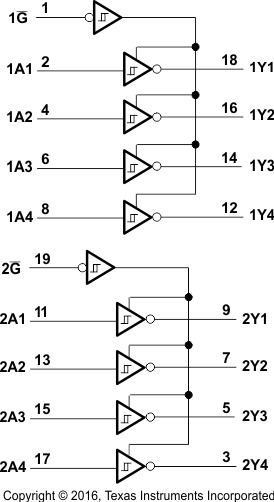 1G̅ 1
1A1 2 18 1Y1
1A2 4 16 1Y2
1A3 6 14 1Y3
1A4 8 12 1Y4
2G̅ 19
2A1 11 9 2Y1
2A2 13 7 2Y2
2A3 15 5 2Y3
2A4 17 3 2Y4
Copyright © 2016, Texas Instruments Incorporated